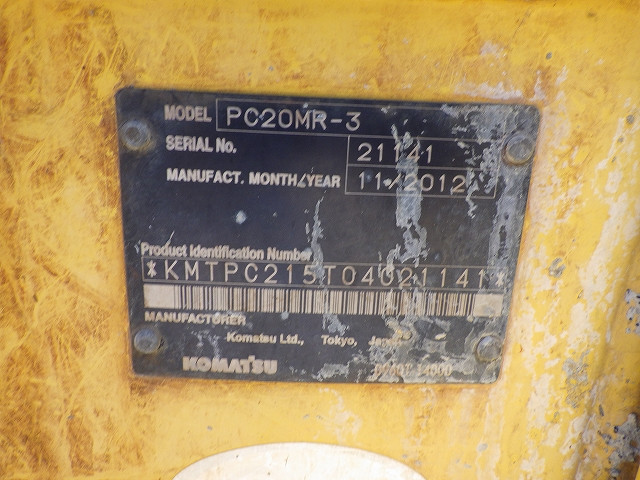 MODEL PC20MR-3
SERIAL No. 21141
MANUFACT. MONTH/YEAR 11/2012
Product Identification Number
*KMTPC215T04021141*
MANUFACTURER
Komatsu Ltd., Tokyo, Japan
KOMATSU